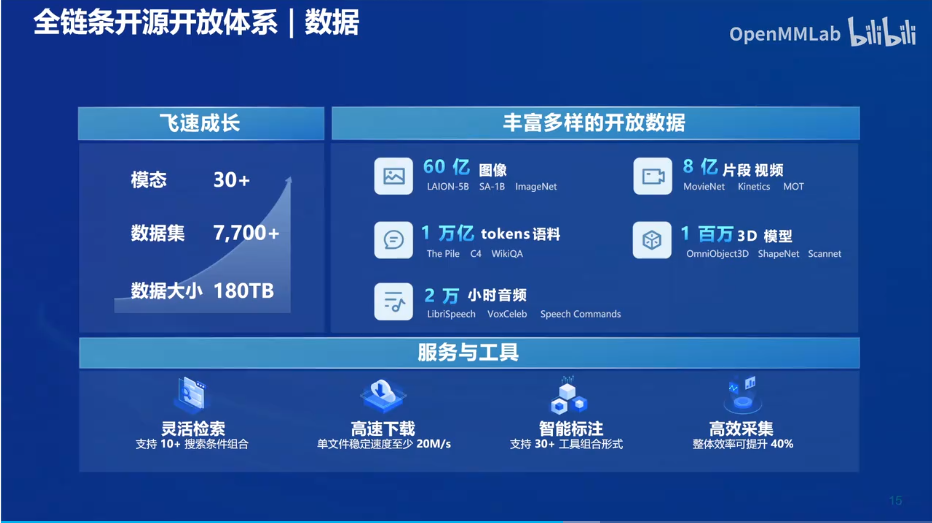 全链条开源开放体系｜数据
OpenMMLab bilibili
飞速成长
模态 30+
数据集 7,700+
数据大小 180TB
丰富多样的开放数据
60 亿 图像
LAION-5B SA-1B ImageNet
8 亿 片段 视频
MovieNet Kinetics MOT
1 万亿 tokens 语料
The Pile C4 WikiQA
1 百万 3D 模型
OmniObject3D ShapeNet Scannet
2 万 小时音频
LibriSpeech VoxCeleb Speech Commands
服务与工具
灵活检索
支持 10+ 搜索条件组合
高速下载
单文件稳定速度至少 20M/s
智能标注
支持 30+ 工具组合形式
高效采集
整体效率可提升 40%
15